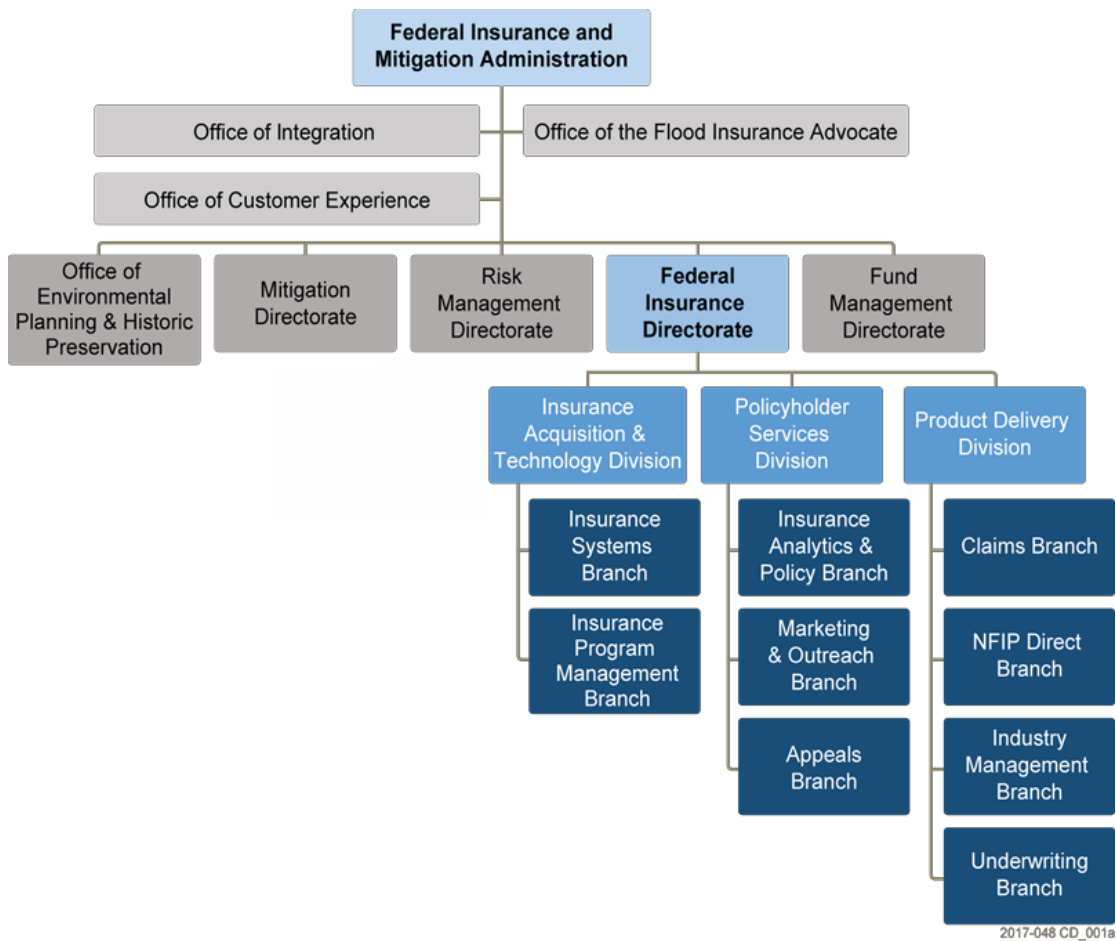 Federal Insurance and
Mitigation Administration
Office of Integration
Office of the Flood Insurance Advocate
Office of Customer Experience
Office of
Environmental
Planning & Historic
Preservation
Mitigation
Directorate
Risk
Management
Directorate
Federal
Insurance
Directorate
Fund
Management
Directorate
Insurance
Acquisition &
Technology Division
Policyholder
Services
Division
Product Delivery
Division
Insurance
Systems
Branch
Insurance
Program
Management
Branch
Insurance
Analytics &
Policy Branch
Marketing
& Outreach
Branch
Appeals
Branch
Claims Branch
NFIP Direct
Branch
Industry
Management
Branch
Underwriting
Branch
2017-048 CD_001a